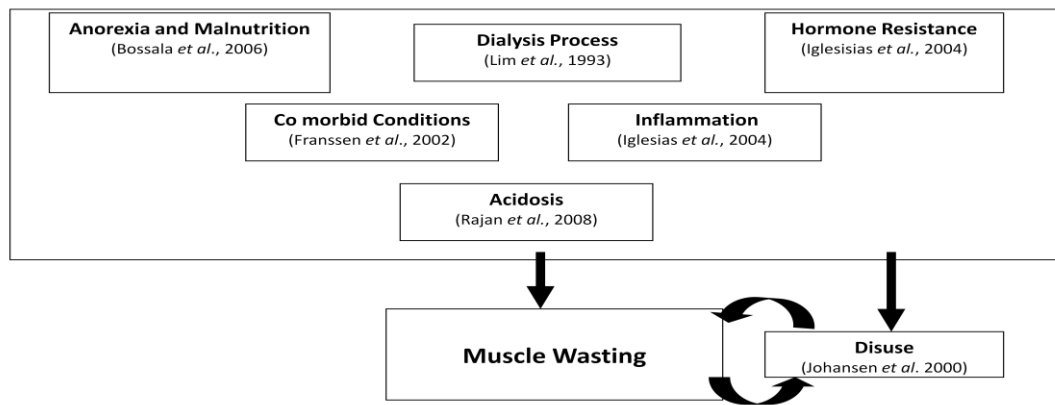 Anorexia and Malnutrition
(Bossala et al., 2006)
Dialysis Process
(Lim et al., 1993)
Hormone Resistance
(Iglesisias et al., 2004)
Co morbid Conditions
(Franssen et al., 2002)
Inflammation
(Iglesias et al., 2004)
Acidosis
(Rajan et al., 2008)
Muscle Wasting
Disuse
(Johansen et al. 2000)